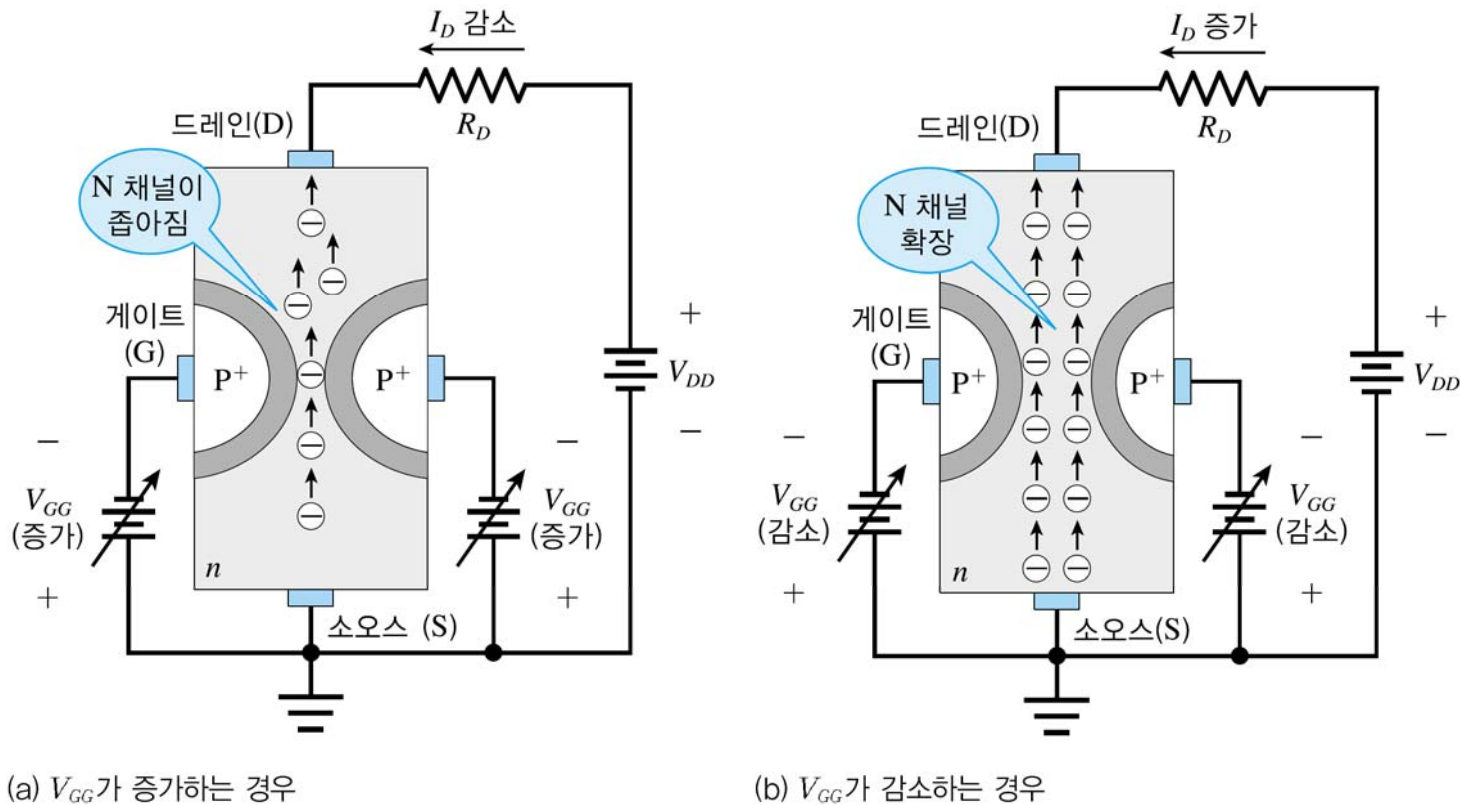 I_D 감소
R_D
드레인(D)
N 채널이
좁아짐
게이트
(G)
P⁺
P⁺
+
V_DD
−
−
V_GG
(증가)
+
−
V_GG
(증가)
+
n
소오스 (S)
(a) V_GG가 증가하는 경우
I_D 증가
R_D
드레인(D)
N 채널
확장
게이트
(G)
P⁺
P⁺
+
V_DD
−
−
V_GG
(감소)
+
−
V_GG
(감소)
+
n
소오스(S)
(b) V_GG가 감소하는 경우